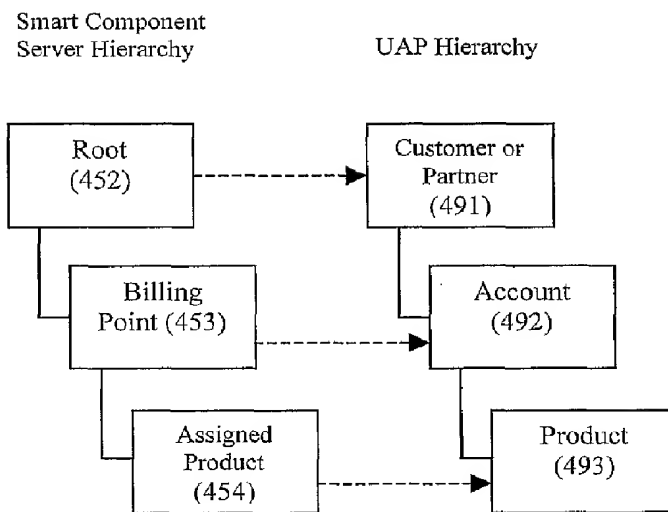 Smart Component
Server Hierarchy
UAP Hierarchy
Root
(452)
Customer or
Partner
(491)
Billing
Point (453)
Account
(492)
Assigned
Product
(454)
Product
(493)